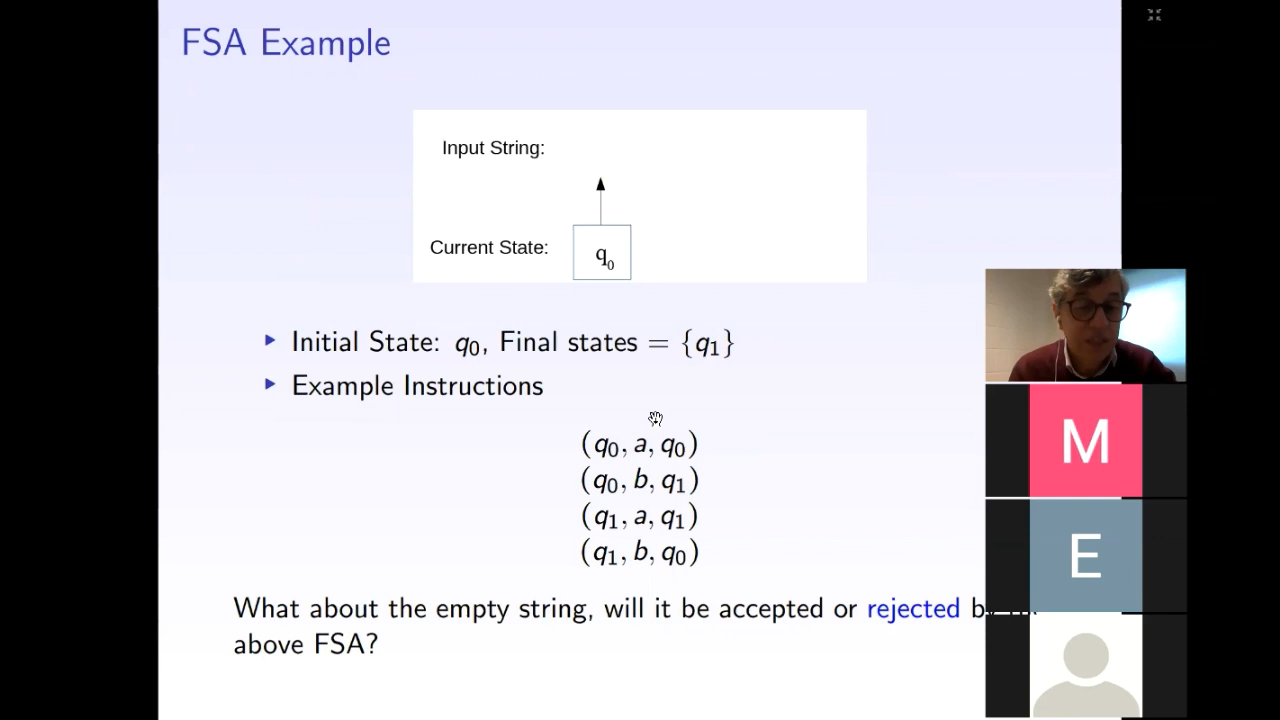 FSA Example
Input String:
Current State: q0
Initial State: q0, Final states = {q1}
Example Instructions
(q0, a, q0)
(q0, b, q1)
(q1, a, q1)
(q1, b, q0)
What about the empty string, will it be accepted or rejected
above FSA?
M
E